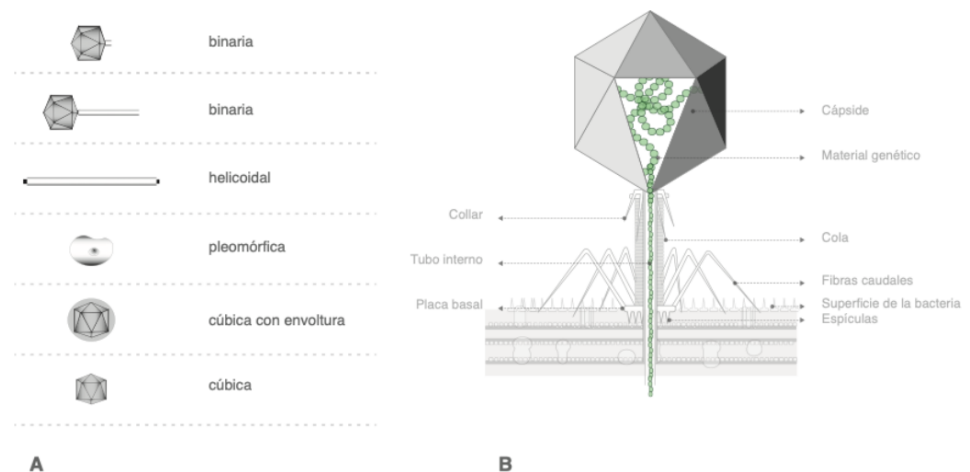 binaria
binaria
helicoidal
pleomórfica
cúbica con envoltura
cúbica
A
Cápside
Material genético
Collar
Cola
Tubo interno
Fibras caudales
Placa basal
Superficie de la bacteria
Espículas
B